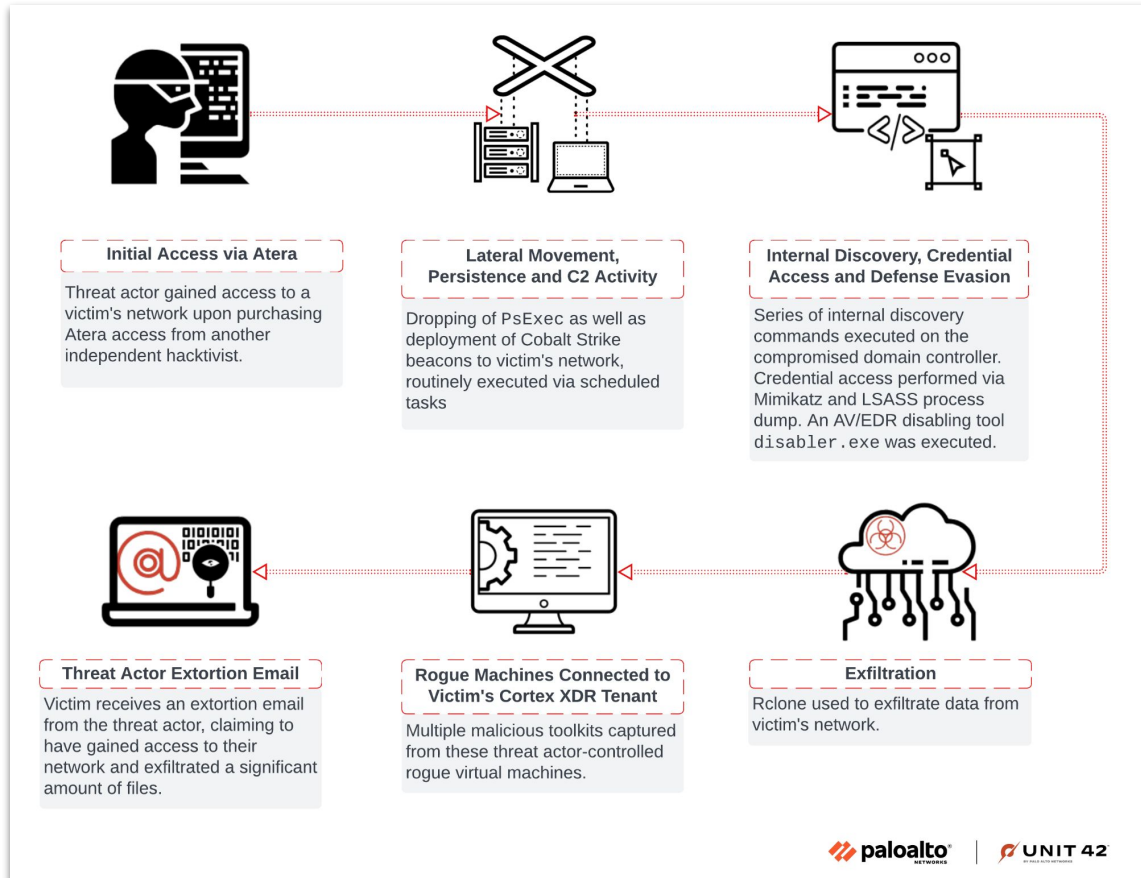 Initial Access via Atera
Threat actor gained access to a
victim's network upon purchasing
Atera access from another
independent hacktivist.
Lateral Movement,
Persistence and C2 Activity
Dropping of PsExec as well as
deployment of Cobalt Strike
beacons to victim's network,
routinely executed via scheduled
tasks
Internal Discovery, Credential
Access and Defense Evasion
Series of internal discovery
commands executed on the
compromised domain controller.
Credential access performed via
Mimikatz and LSASS process
dump. An AV/EDR disabling tool
disabler.exe was executed.
Threat Actor Extortion Email
Victim receives an extortion email
from the threat actor, claiming to
have gained access to their
network and exfiltrated a significant
amount of files.
Rogue Machines Connected to
Victim's Cortex XDR Tenant
Multiple malicious toolkits captured
from these threat actor-controlled
rogue virtual machines.
Exfiltration
Rclone used to exfiltrate data from
victim's network.
paloalto
NETWORKS
UNIT 42
BY PALO ALTO NETWORKS